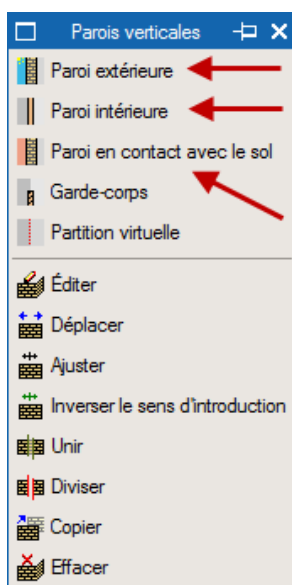 Parois verticales
Paroi extérieure
Paroi intérieure
Paroi en contact avec le sol
Garde-corps
Partition virtuelle
Éditer
Déplacer
Ajuster
Inverser le sens d'introduction
Unir
Diviser
Copier
Effacer